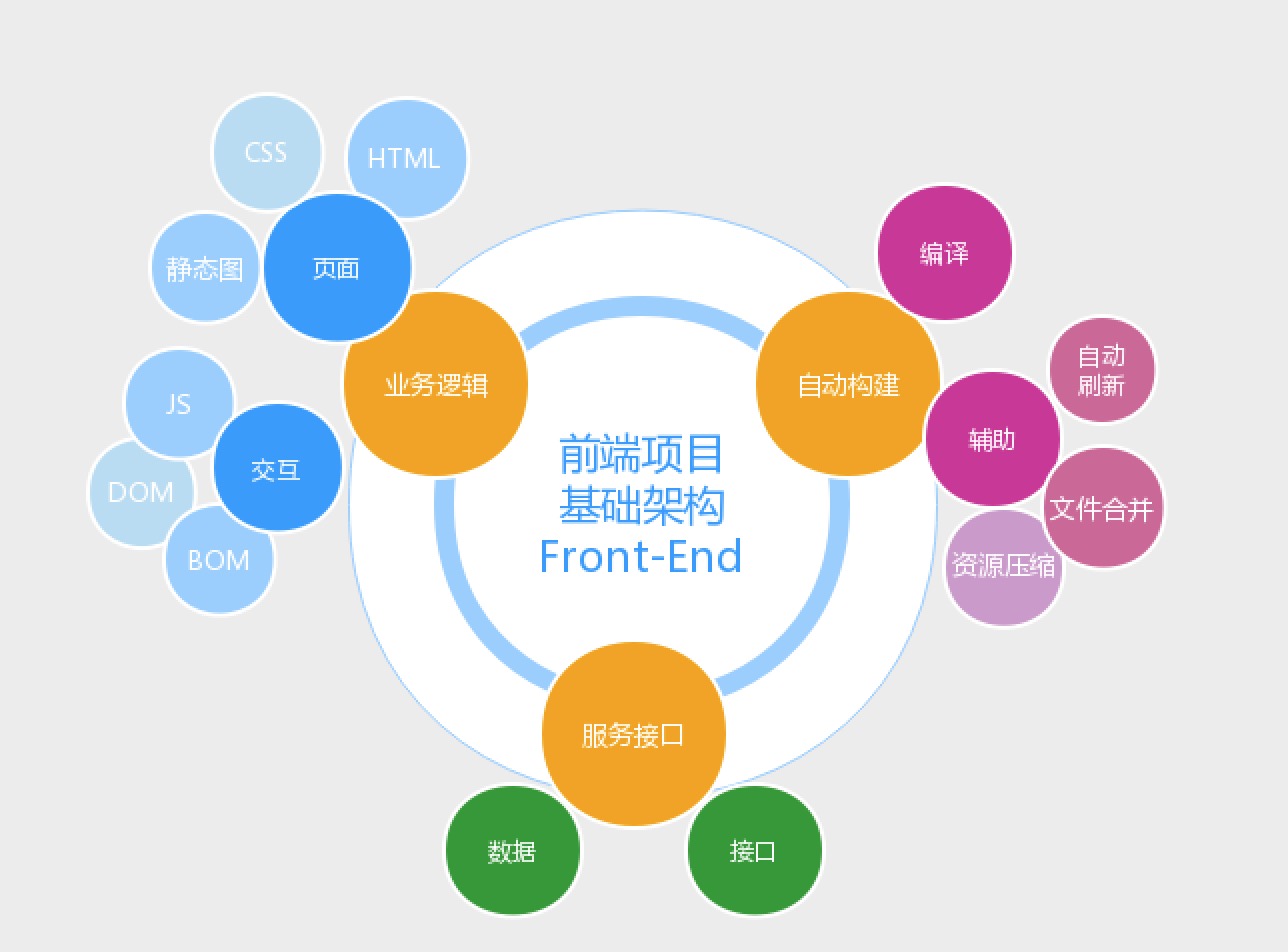 CSS
HTML
静态图
页面
JS
DOM
BOM
交互
业务逻辑
前端项目
基础架构
Front-End
自动构建
编译
辅助
自动
刷新
文件合并
资源压缩
服务接口
数据
接口